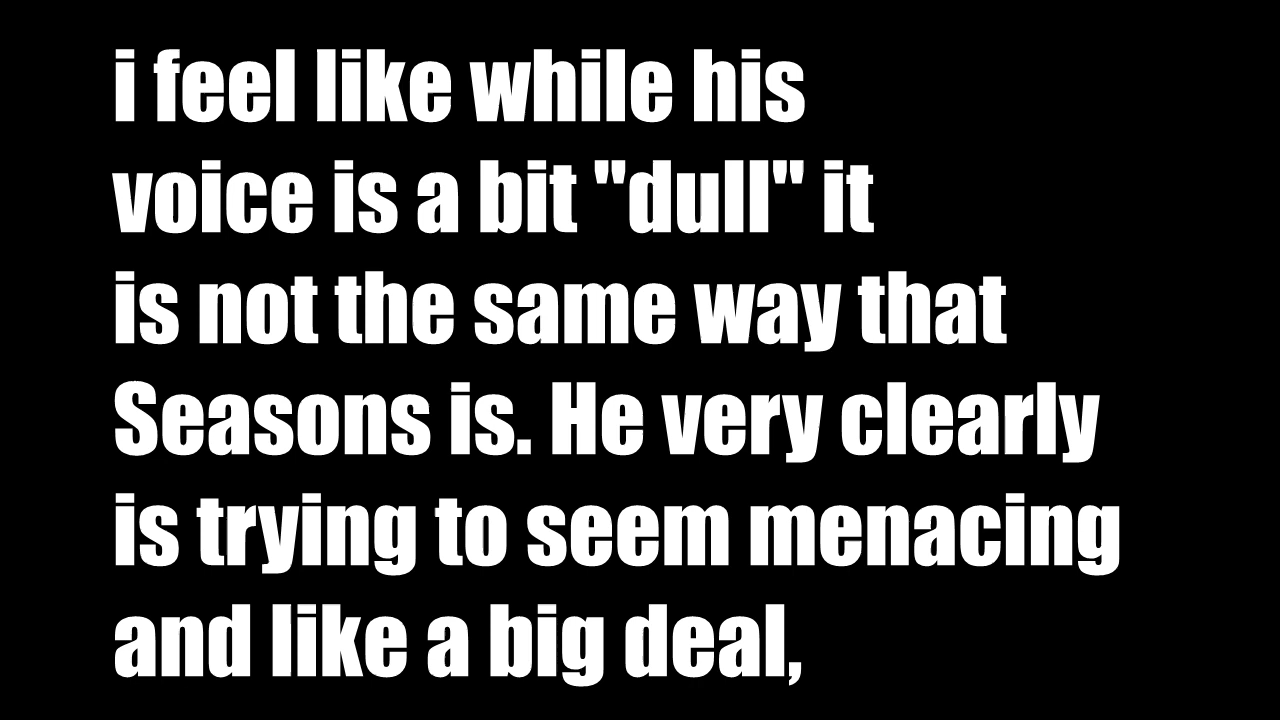 i feel like while his
voice is a bit "dull" it
is not the same way that
Seasons is. He very clearly
is trying to seem menacing
and like a big deal,